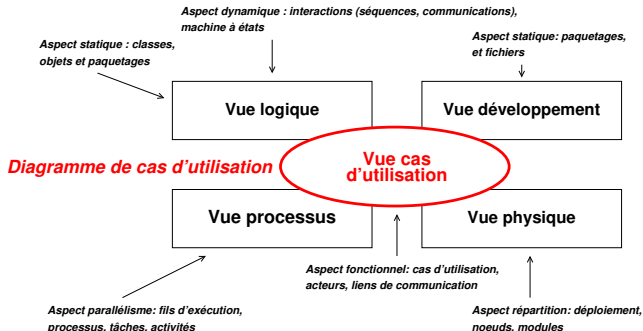 Aspect dynamique : interactions (séquences, communications),
machine à états
Aspect statique : classes,
objets et paquetages
Aspect statique: paquetages,
et fichiers
Vue logique
Vue développement
Diagramme de cas d'utilisation
Vue cas
d'utilisation
Vue processus
Vue physique
Aspect fonctionnel: cas d'utilisation,
acteurs, liens de communication
Aspect parallélisme: fils d'exécution,
processus, tâches, activités
Aspect répartition: déploiement,
noeuds, modules